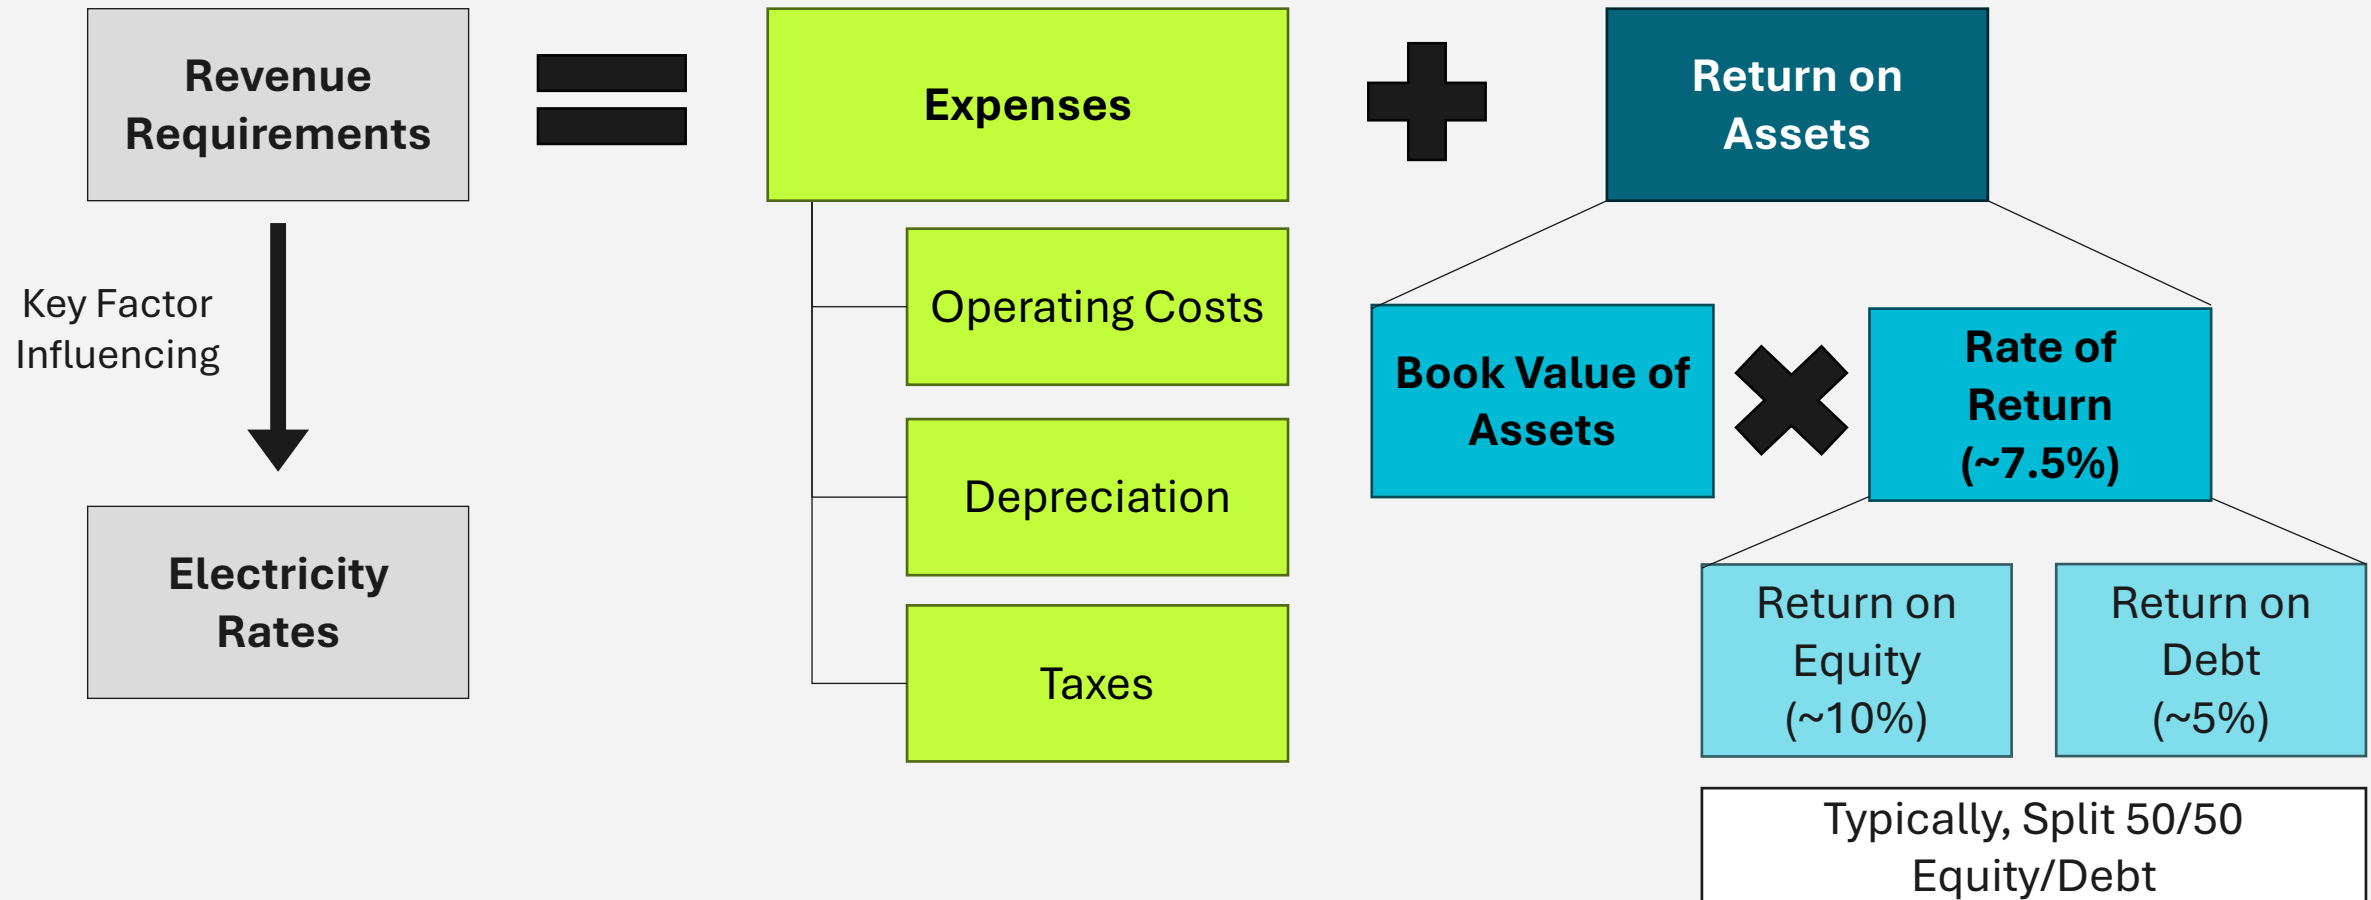 Revenue
Requirements
Expenses
Return on
Assets
Key Factor
Influencing
Electricity
Rates
Operating Costs
Depreciation
Taxes
Book Value of
Assets
Rate of
Return
(~7.5%)
Return on
Equity
(~10%)
Return on
Debt
(~5%)
Typically, Split 50/50
Equity/Debt